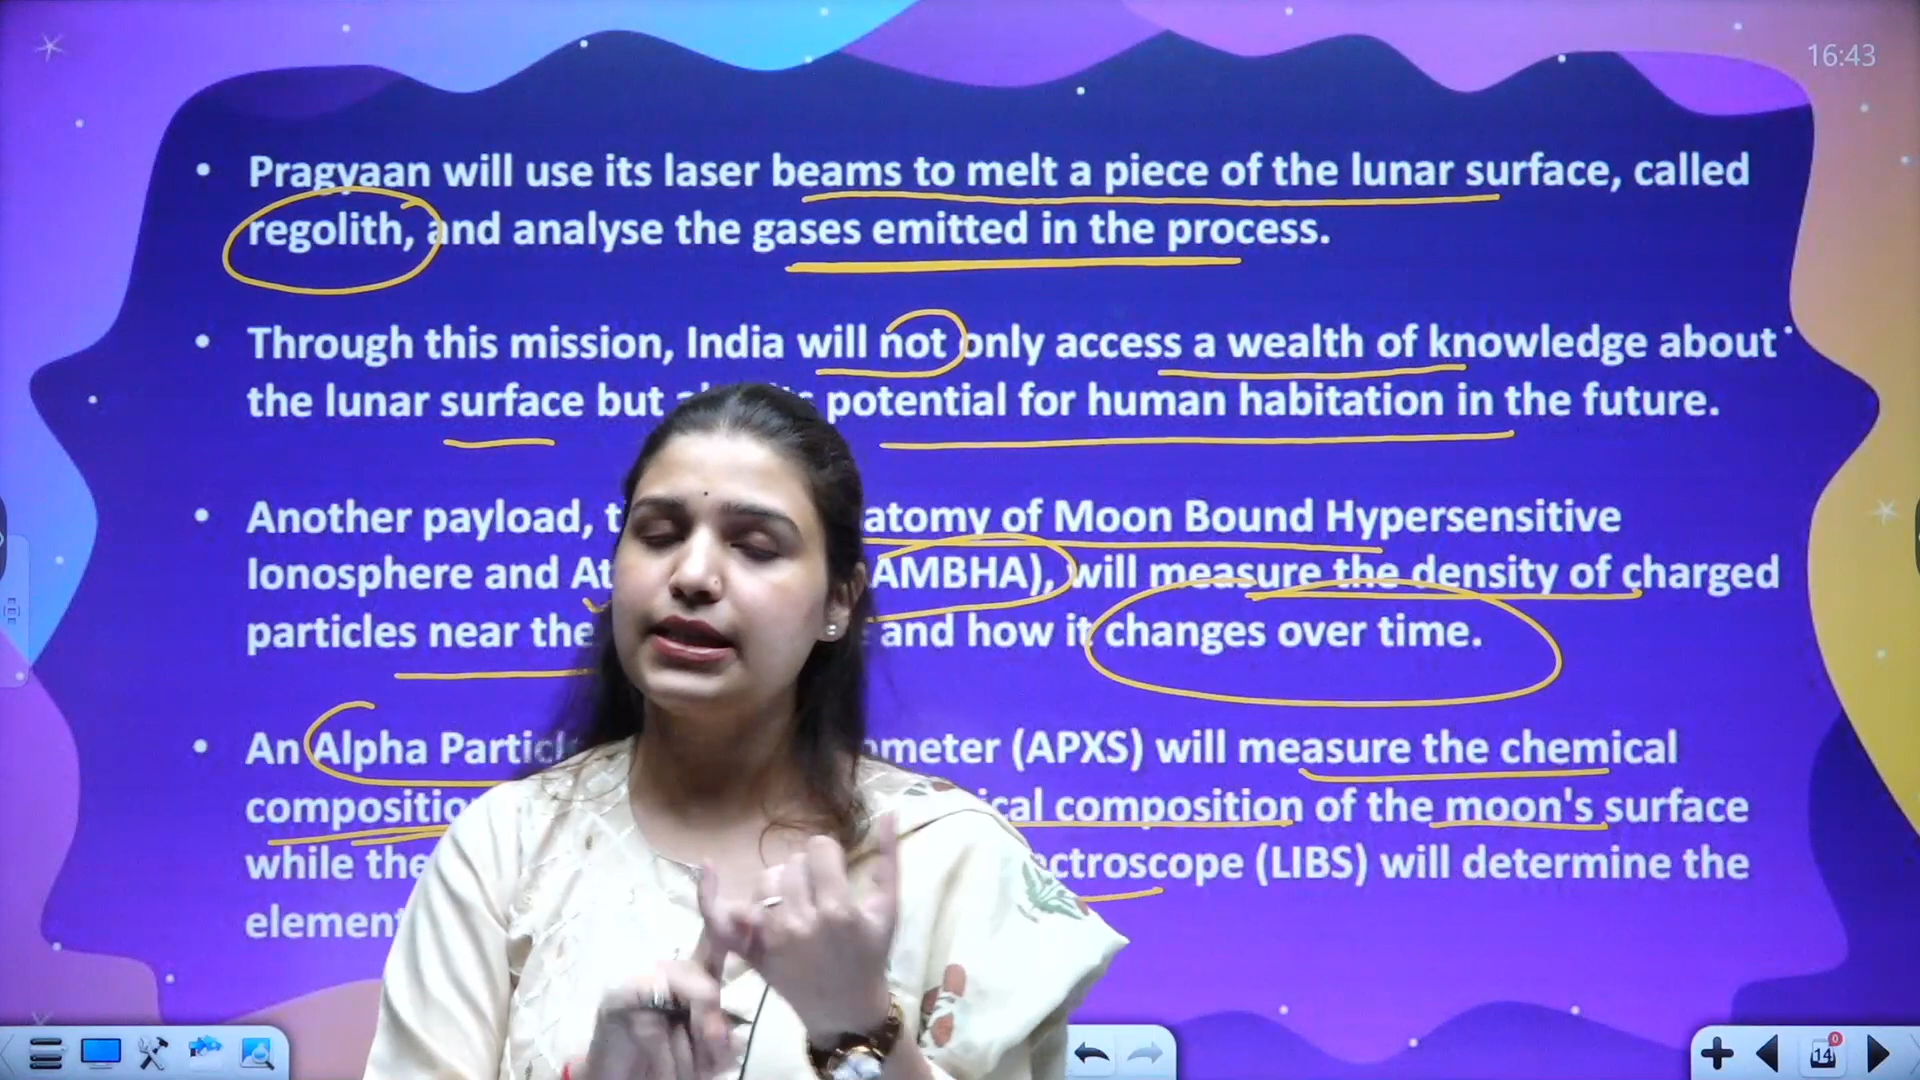 16:43
• Pragyaan will use its laser beams to melt a piece of the lunar surface, called
regolith, and analyse the gases emitted in the process.
• Through this mission, India will not only access a wealth of knowledge about
the lunar surface but potential for human habitation in the future.
• Another payload, atomy of Moon Bound Hypersensitive
Ionosphere and At AMBHA), will measure the density of charged
particles near the and how it changes over time.
• An Alpha Partic meter (APXS) will measure the chemical
compositio ical composition of the moon's surface
while the ctroscope (LIBS) will determine the
element
14
0